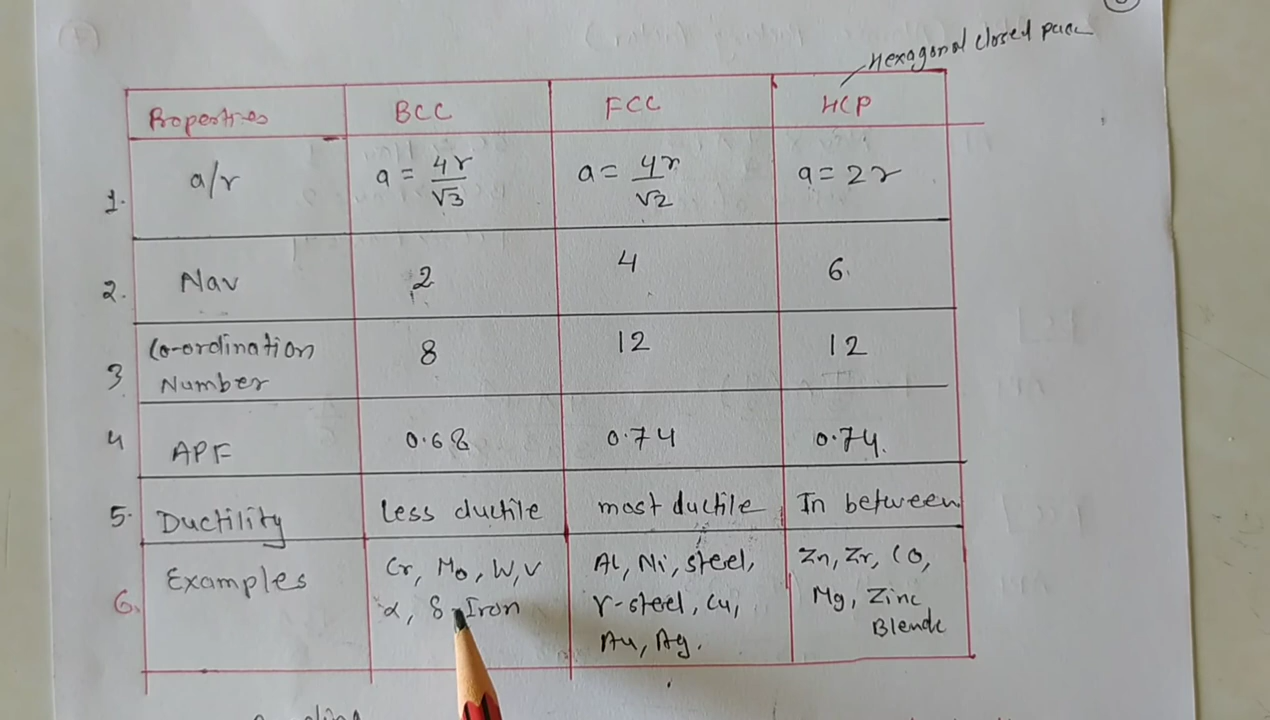 Hexagonal closed
Properties BCC FCC HCP
1. a/r a = 4r/√3 a = 4r/√2 a = 2r
2. Nav 2 4 6.
3 Co-ordination Number 8 12 12
4 APF 0.68 0.74 0.74.
5. Ductility Less ductile most ductile In between
6. Examples Cr, Mo, W, V Al, Ni, steel, Zn, Zr, CO,
α, δ-Iron γ-steel, Cu, Mg, Zinc
Au, Ag. Blende